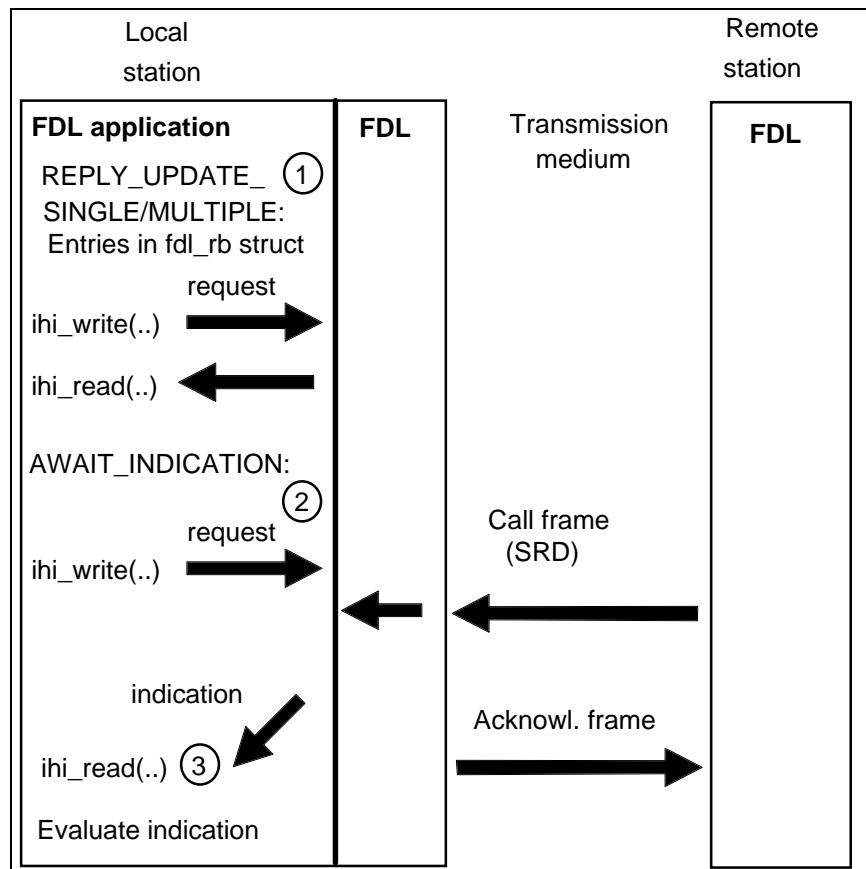 Local
station
Remote
station
FDL application
FDL
Transmission
medium
FDL
REPLY_UPDATE_ 1
SINGLE/MULTIPLE:
Entries in fdl_rb struct
request
ihi_write(..)
ihi_read(..)
AWAIT_INDICATION:
2
request
ihi_write(..)
Call frame
(SRD)
indication
Acknowl. frame
ihi_read(..) 3
Evaluate indication